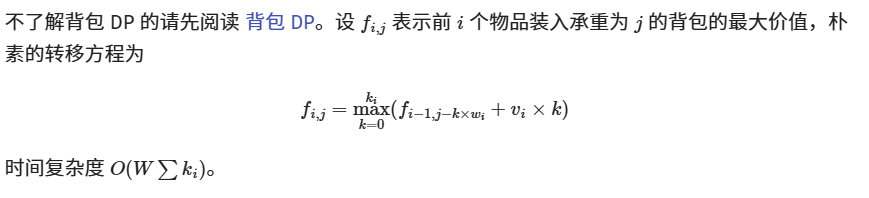 不了解背包 DP 的请先阅读 背包 DP。设 f_{i,j} 表示前 i 个物品装入承重为 j 的背包的最大价值，朴
素的转移方程为
f_{i,j} = \max_{k=0}^{k_i}(f_{i-1,j-k×w_i} + v_i × k)
时间复杂度 O(W∑k_i)。